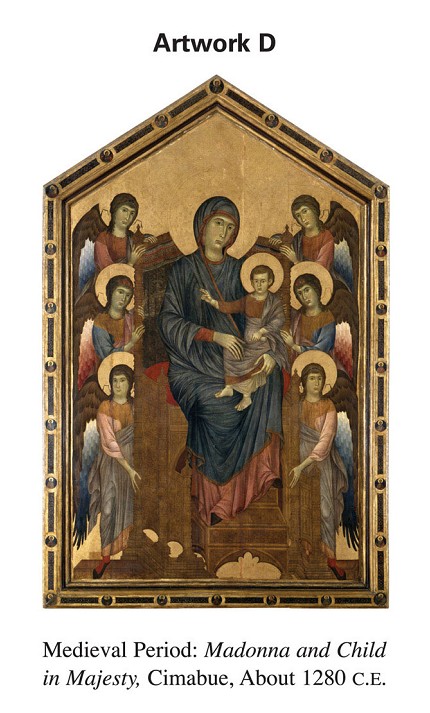 Artwork D
Medieval Period: Madonna and Child
in Majesty, Cimabue, About 1280 C.E.